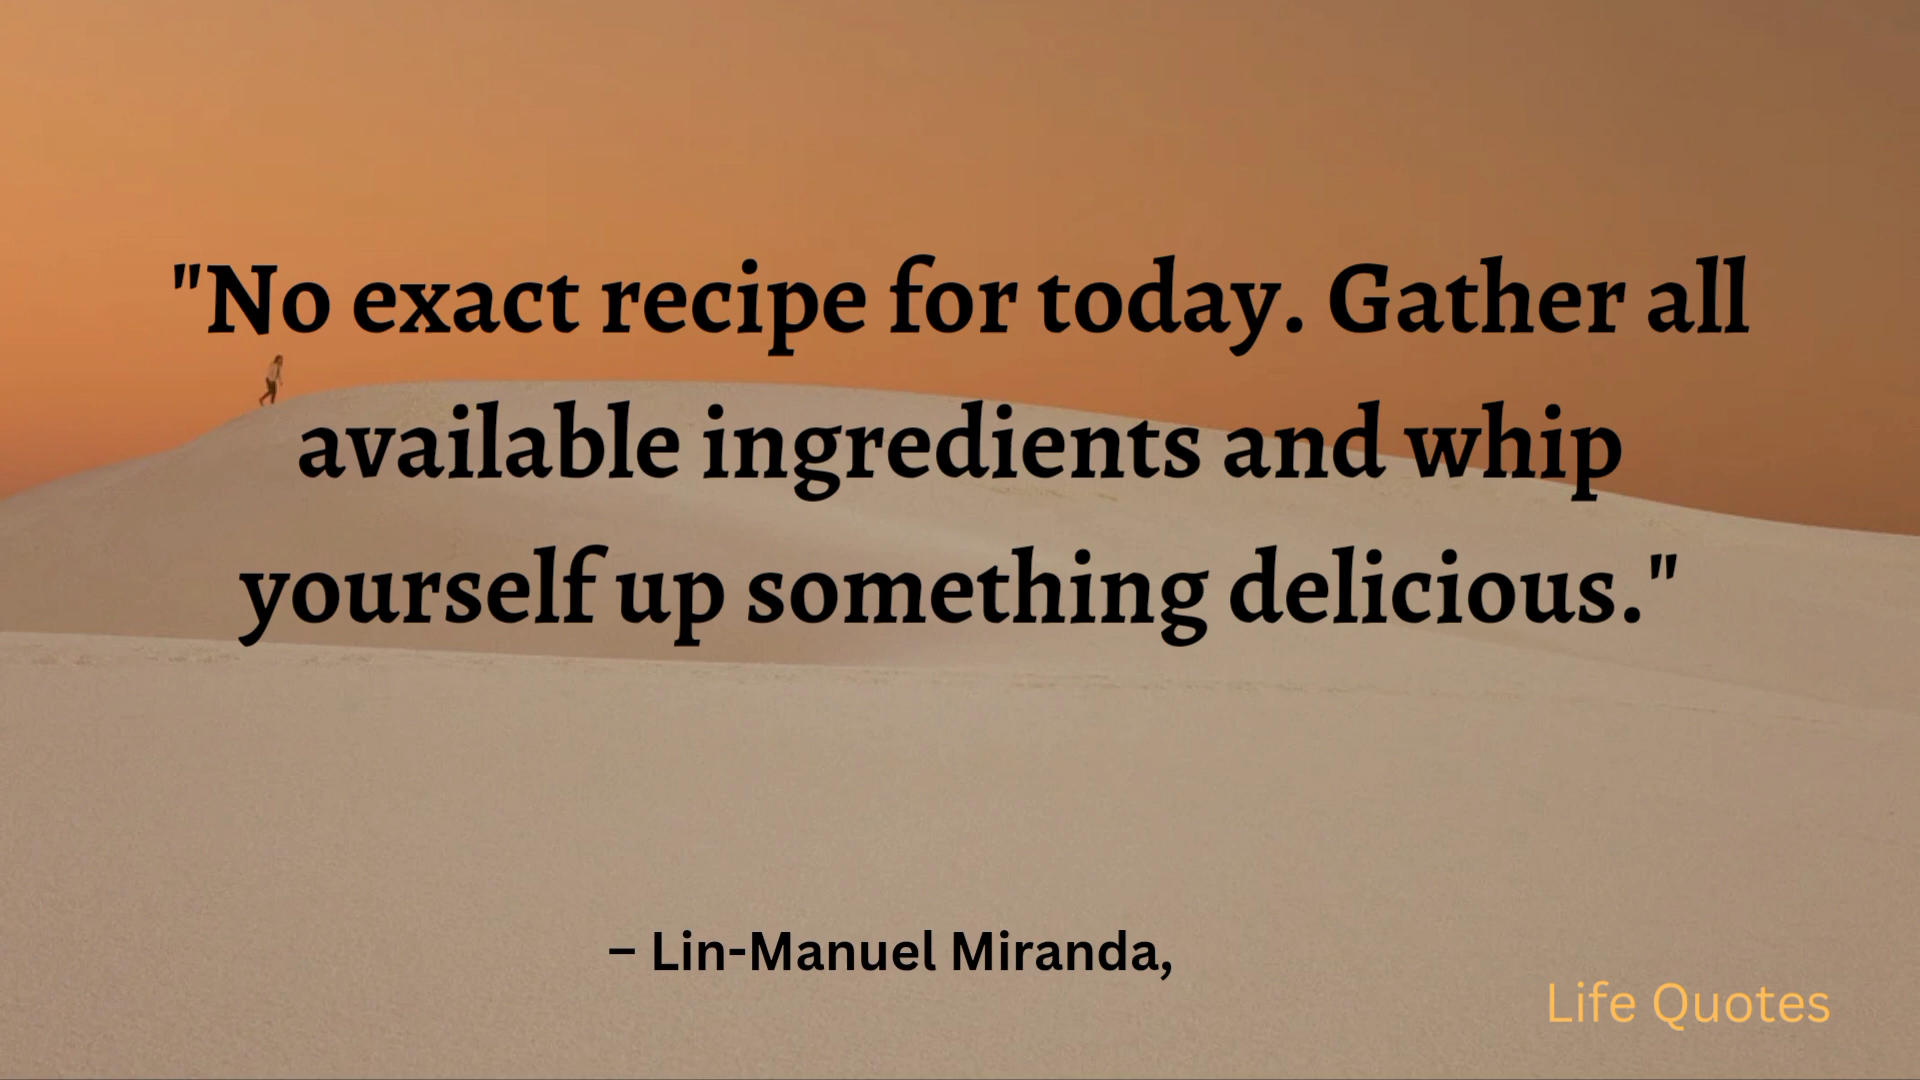 "No exact recipe for today. Gather all
available ingredients and whip
yourself up something delicious."
– Lin-Manuel Miranda,
Life Quotes